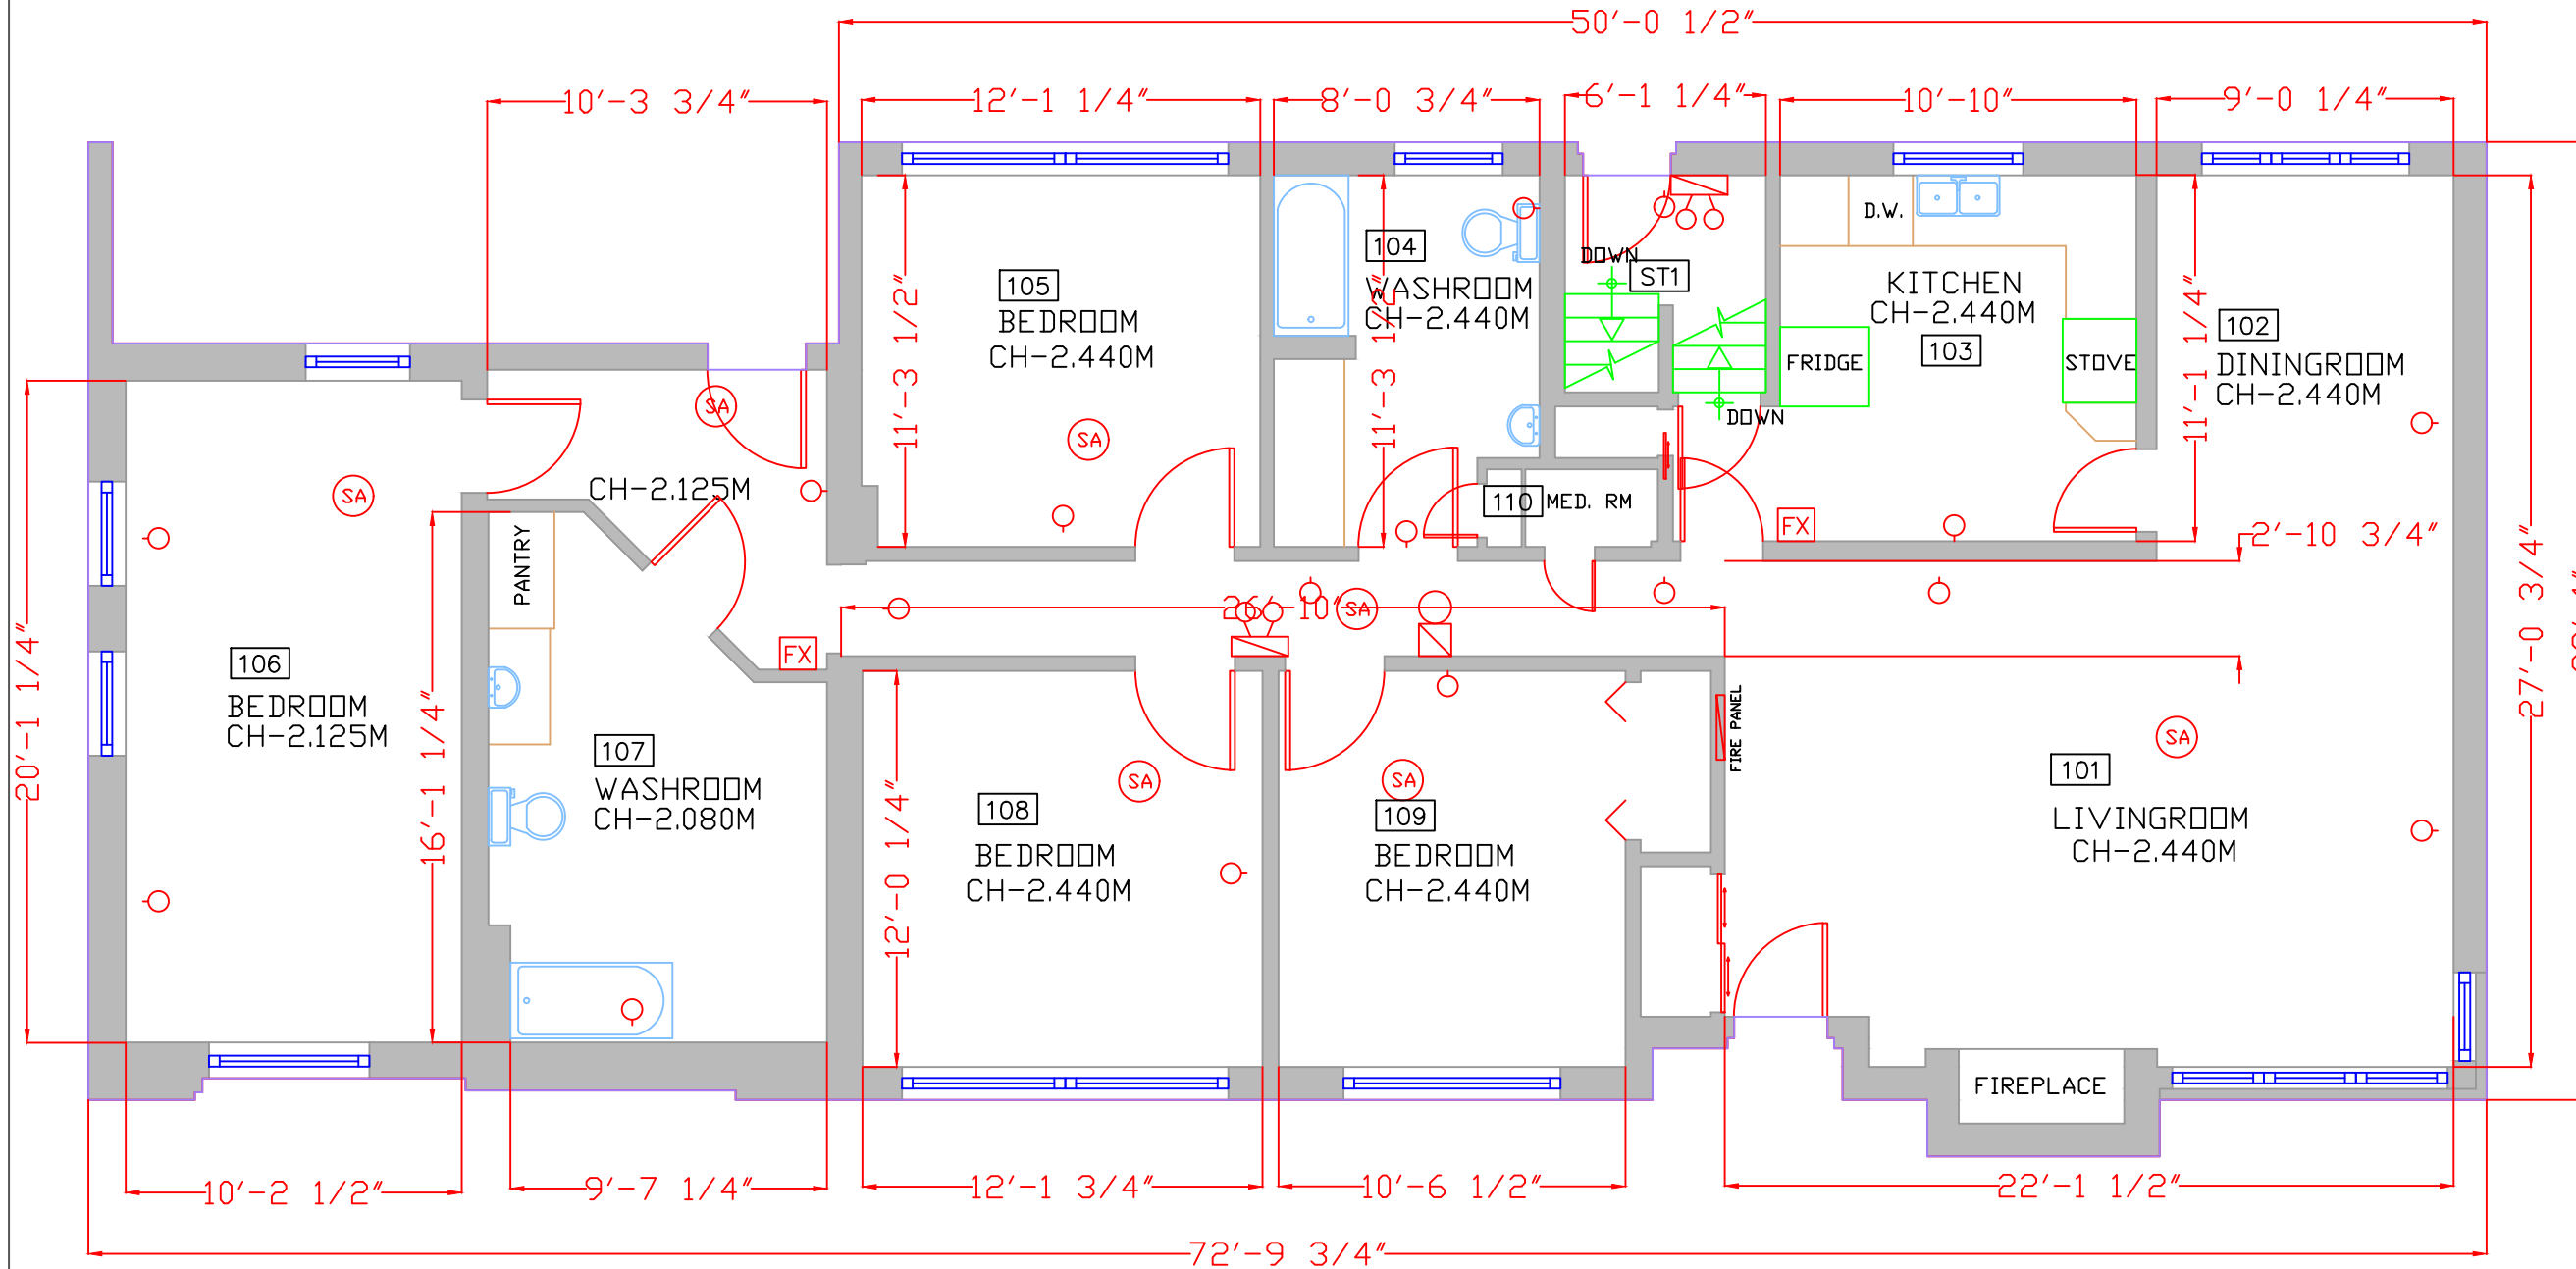 50'-0 1/2"
10'-3 3/4"
12'-1 1/4"
8'-0 3/4"
6'-1 1/4"
10'-10"
9'-0 1/4"
D.W.
104
WASHROOM
CH-2.440M
DOWN
ST1
105
BEDROOM
CH-2.440M
11'-3 1/2"
11'-3 1/2"
KITCHEN
CH-2.440M
103
FRIDGE
STOVE
11'-1 1/4"
102
DININGROOM
CH-2.440M
DOWN
SA
SA
SA
CH-2.125M
110
MED. RM
FX
2'-10 3/4"
27'-0 3/4"
PANTRY
26'-10"
SA
FX
106
BEDROOM
CH-2.125M
20'-1 1/4"
16'-1 1/4"
107
WASHROOM
CH-2.080M
FIRE PANEL
SA
SA
SA
108
BEDROOM
CH-2.440M
12'-0 1/4"
109
BEDROOM
CH-2.440M
101
LIVINGROOM
CH-2.440M
FIREPLACE
10'-2 1/2"
9'-7 1/4"
12'-1 3/4"
10'-6 1/2"
22'-1 1/2"
72'-9 3/4"